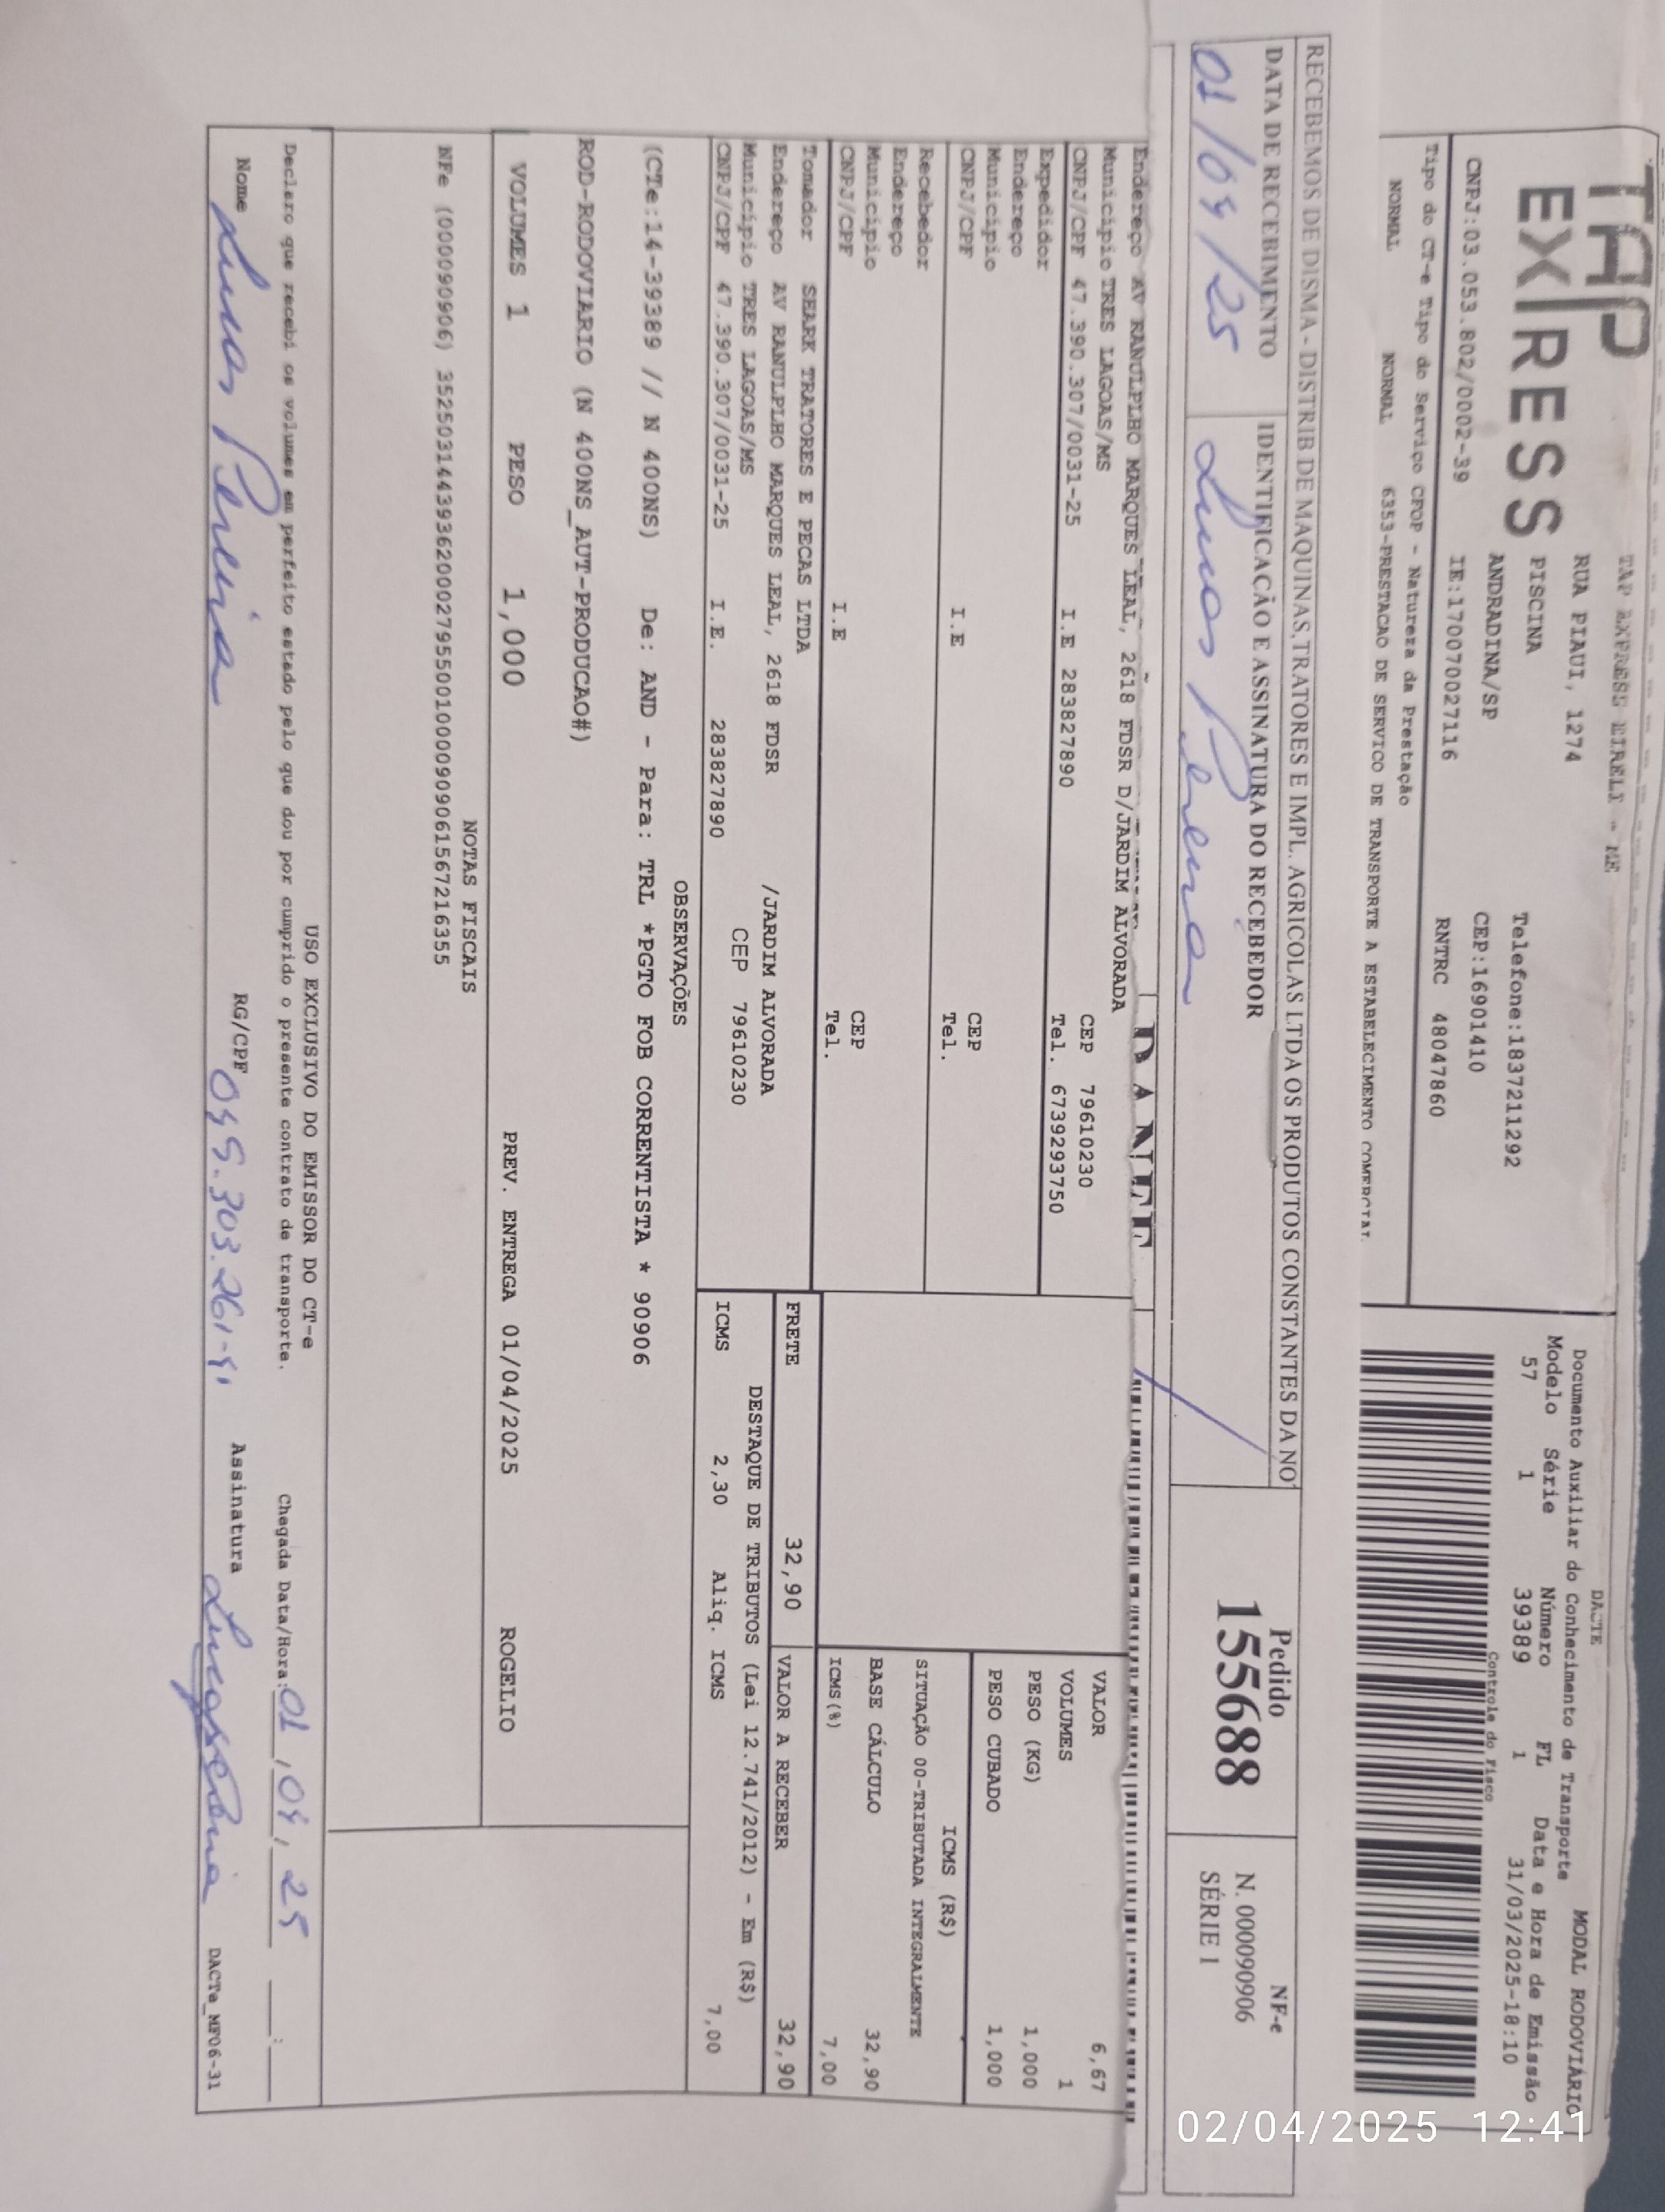 TAP EXPRESS
TAP EXPRESS EIRELI - ME
RUA PIAUI, 1274
PISCINA
ANDRADINA/SP
Telefone:1837211292
CEP:16901410
CNPJ:03.053.802/0002-39 IE:170070027116 RNTRC 48047860
Tipo do CT-e Tipo do Serviço CFOP - Natureza da Prestação
NORMAL NORMAL 6353-PRESTACAO DE SERVICO DE TRANSPORTE A ESTABELECIMENTO COMERCIAL
DACTE
Documento Auxiliar do Conhecimento de Transporte MODAL RODOVIÁRIO
Modelo Série Número FL Data e Hora de Emissão
57 1 39389 1 31/03/2025-18:10
Controle do Fisco
RECEBEMOS DE DISMA - DISTRIB DE MAQUINAS, TRATORES E IMPL. AGRICOLAS LTDA OS PRODUTOS CONSTANTES DA NO
DATA DE RECEBIMENTO IDENTIFICAÇÃO E ASSINATURA DO RECEBEDOR
01/04/25 Lucas Pereira
Pedido
155688
NF-e
N. 000090906
SÉRIE 1
DANFE
Endereço AV RANULPLHO MARQUES LEAL, 2618 FDSR D/JARDIM ALVORADA
Município TRES LAGOAS/MS CEP 79610230
CNPJ/CPF 47.390.307/0031-25 I.E 283827890 Tel. 6739293750
Expedidor
Endereço
Município CEP
CNPJ/CPF I.E Tel.
Recebedor
Endereço
Município CEP
CNPJ/CPF I.E Tel.
Tomador SEARK TRATORES E PECAS LTDA
Endereço AV RANULPLHO MARQUES LEAL, 2618 FDSR /JARDIM ALVORADA
Município TRES LAGOAS/MS CEP 79610230
CNPJ/CPF 47.390.307/0031-25 I.E. 283827890
VALOR 6,67
VOLUMES 1
PESO (KG) 1,000
PESO CUBADO 1,000
ICMS (R$)
SITUAÇÃO 00-TRIBUTADA INTEGRALMENTE
BASE CÁLCULO 32,90
ICMS(%) 7,00
FRETE 32,90 VALOR A RECEBER 32,90
DESTAQUE DE TRIBUTOS (Lei 12.741/2012) - Em (R$)
ICMS 2,30 Aliq. ICMS 7,00
OBSERVAÇÕES
(CTe:14-39389 // N 400NS) De: AND - Para: TRL *PGTO FOB CORRENTISTA * 90906
ROD-RODOVIARIO (N 400NS_AUT-PRODUCAO#)
VOLUMES 1 PESO 1,000 PREV. ENTREGA 01/04/2025 ROGELIO
NOTAS FISCAIS
NFe (000090906) 35250314439362000279550010000909061567216355
USO EXCLUSIVO DO EMISSOR DO CT-e
Declaro que recebi os volumes em perfeito estado pelo que dou por cumprido o presente contrato de transporte. Chegada Data/Hora: 01/04/25 __:__
Nome Lucas Pereira RG/CPF Assinatura Lucas Pereira DACTe_MF06-31
02/04/2025 12:41